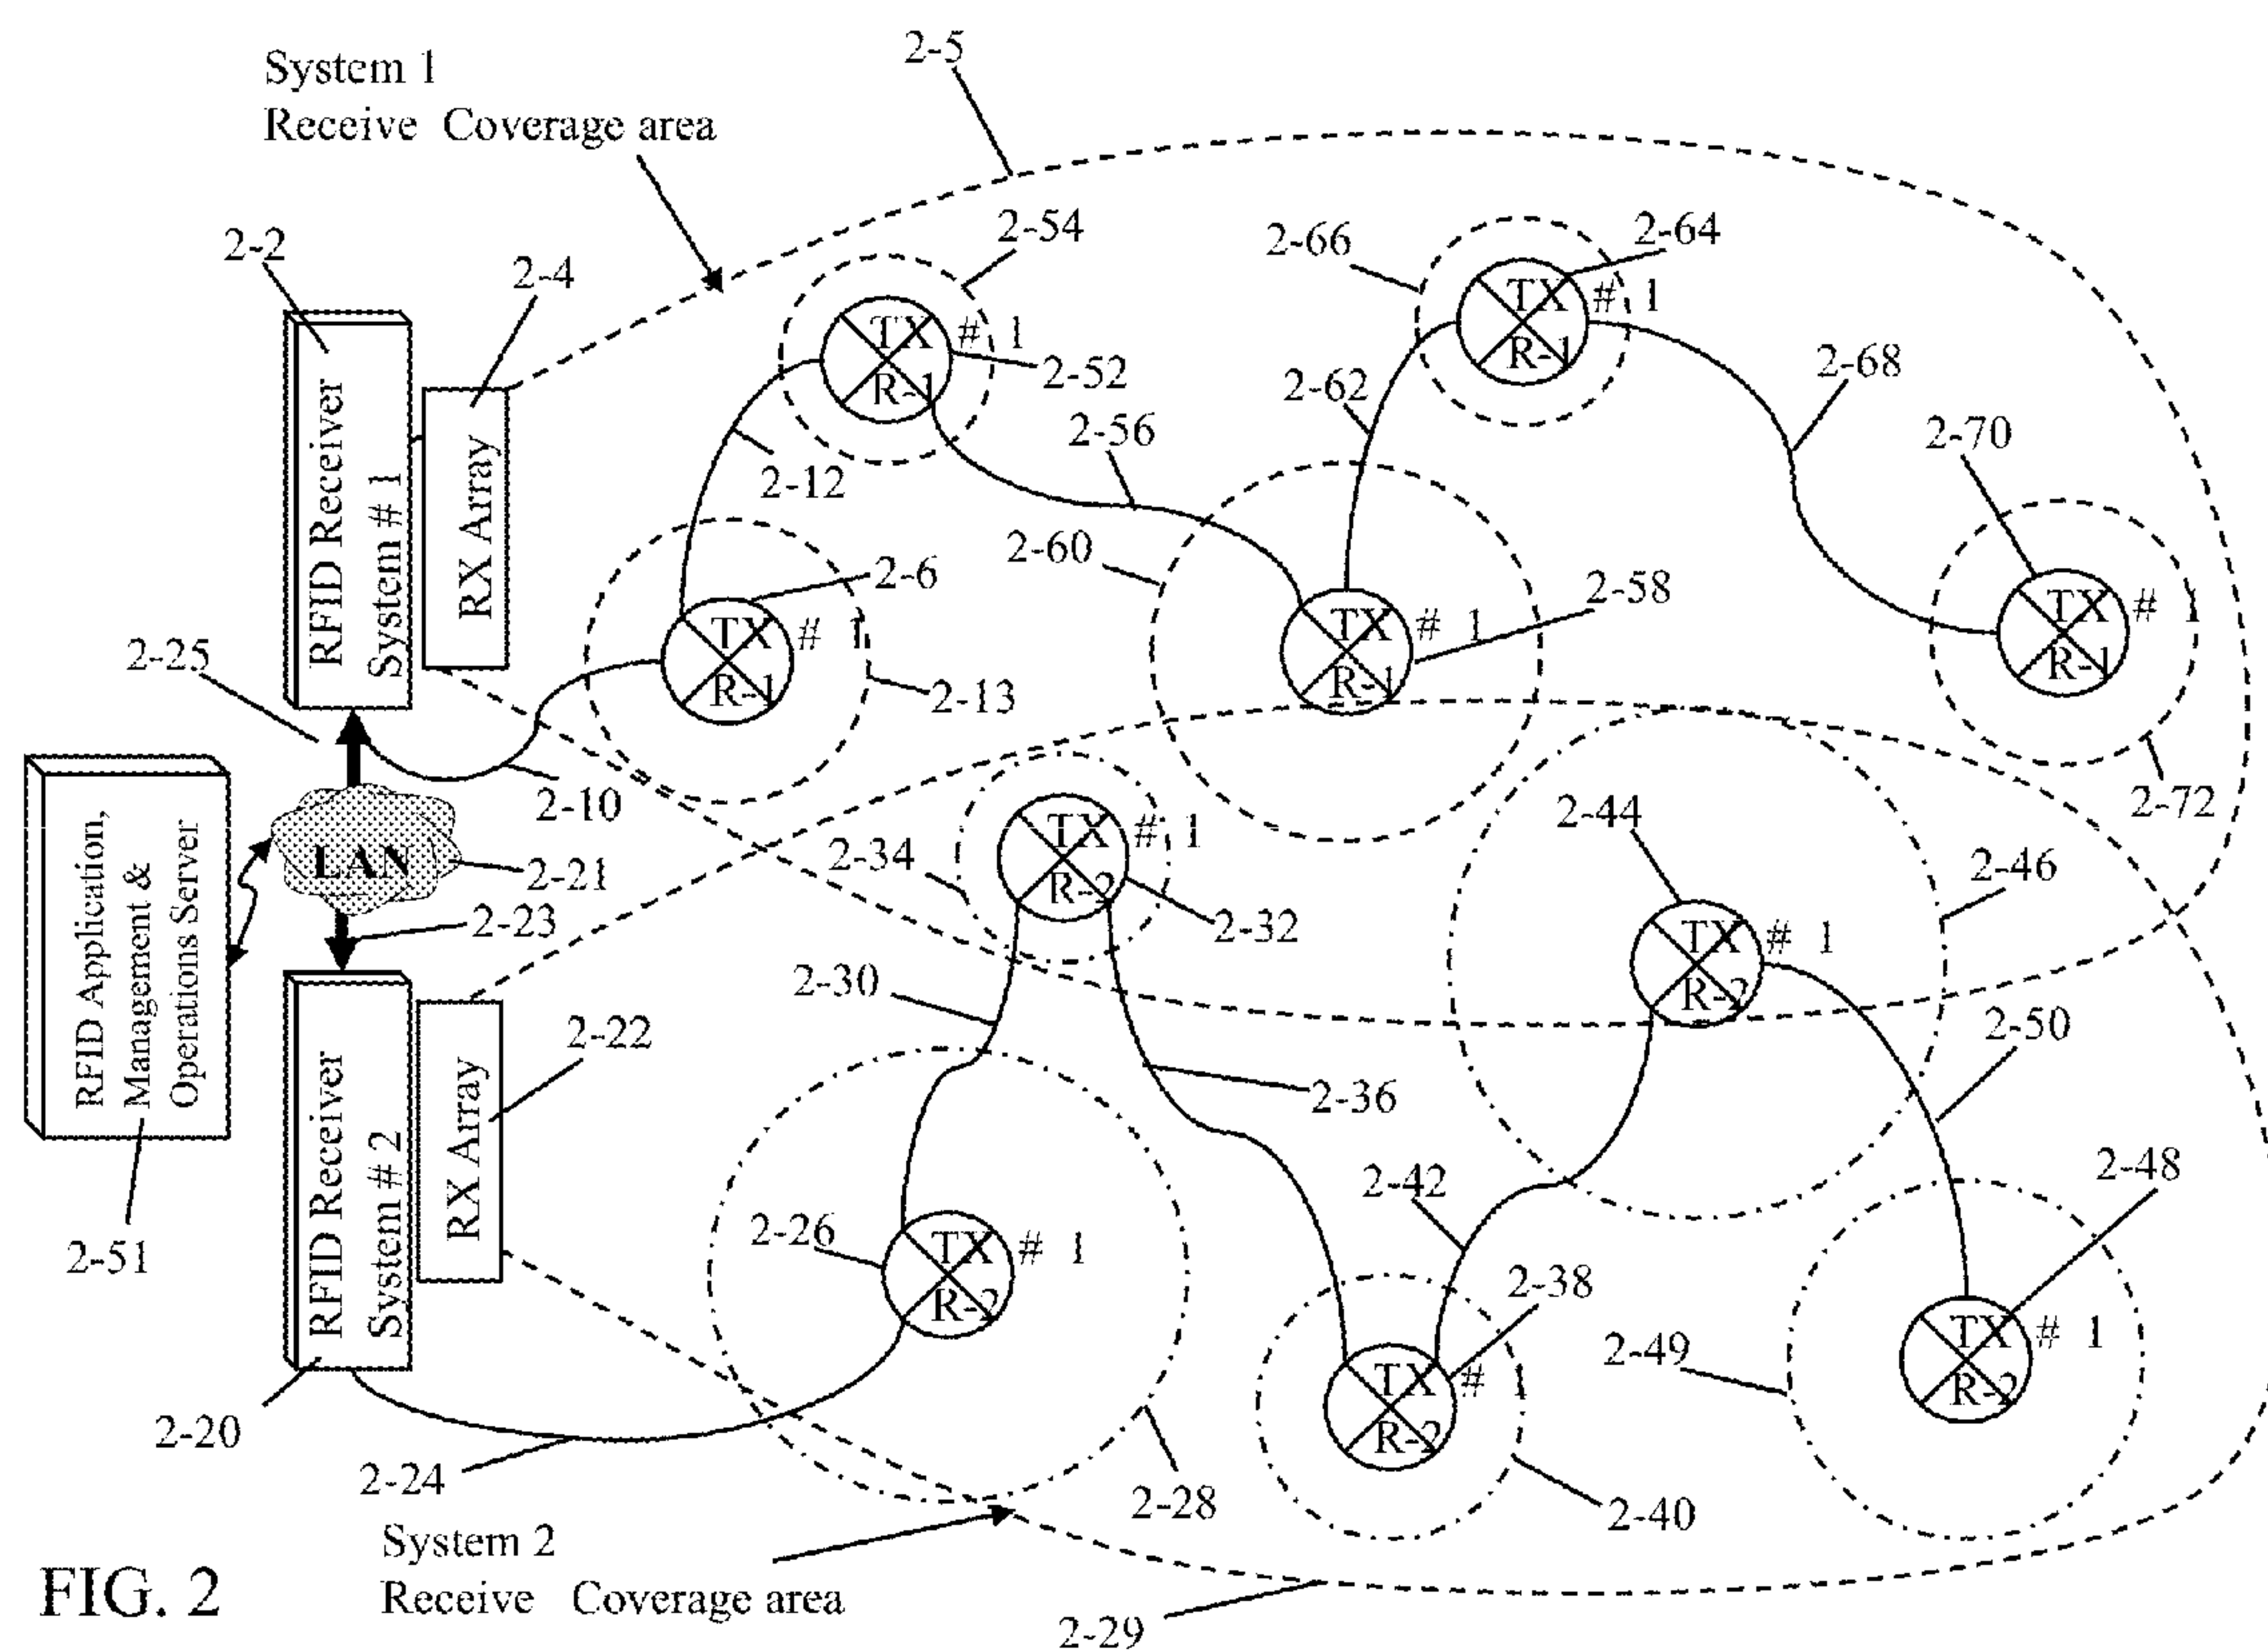 2-5
System 1
Receive Coverage area
2-54
2-66
2-64
2-2
2-4
TX # 1
R-1
TX # 1
R-1
2-52
2-62
2-68
2-56
2-70
2-12
RFID Receiver
System # 1
RX Array
2-60
2-6
2-58
TX # 1
R-1
TX # 1
R-1
TX # 1
R-1
2-25
2-13
2-10
2-72
2-44
TX # 1
R-2
2-34
LAN
2-21
2-46
2-32
2-23
RFID Application,
Management &
Operations Server
TX # 1
R-2
2-30
2-50
2-22
2-36
RFID Receiver
System # 2
RX Array
2-42
2-48
2-26
2-51
TX # 1
R-2
2-38
2-49
TX # 1
R-2
TX # 1
R-2
2-20
2-24
2-28
2-40
System 2
Receive Coverage area
2-29
FIG. 2